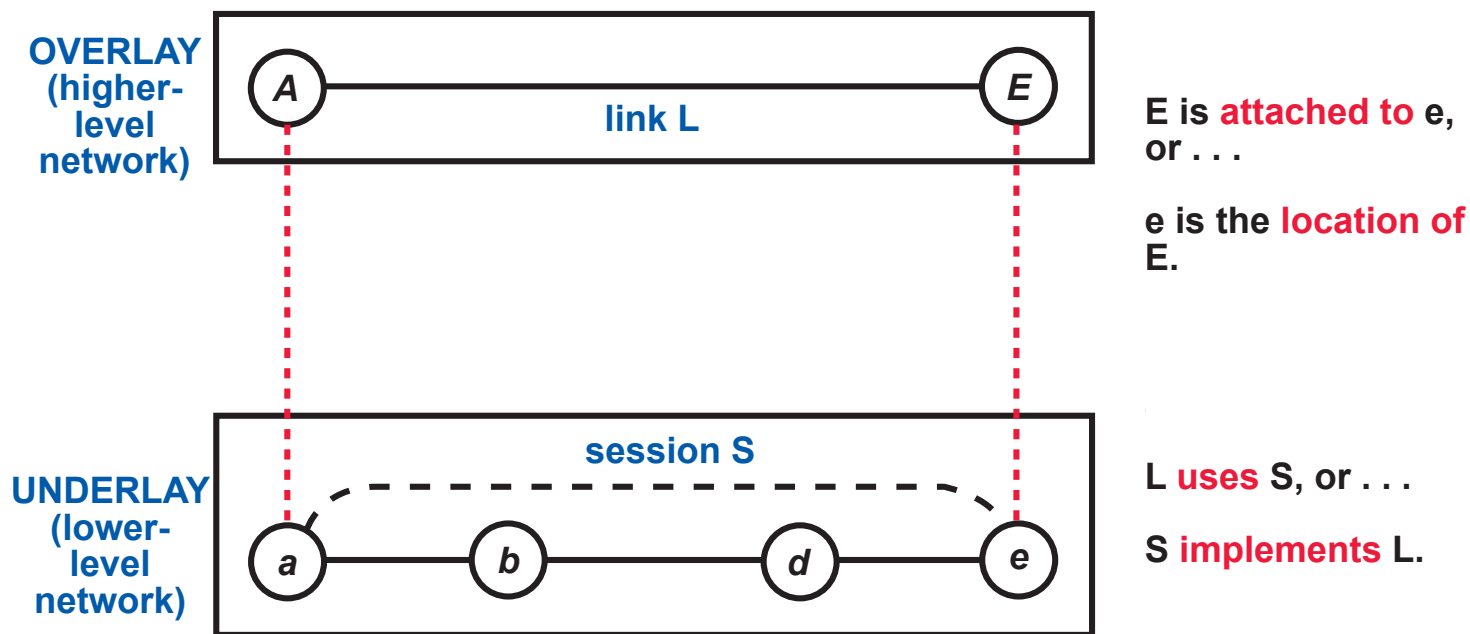 OVERLAY
(higher-
level
network)
A
E
link L
E is attached to e,
or . . .
e is the location of
E.
session S
UNDERLAY
(lower-
level
network)
a
b
d
e
L uses S, or . . .
S implements L.